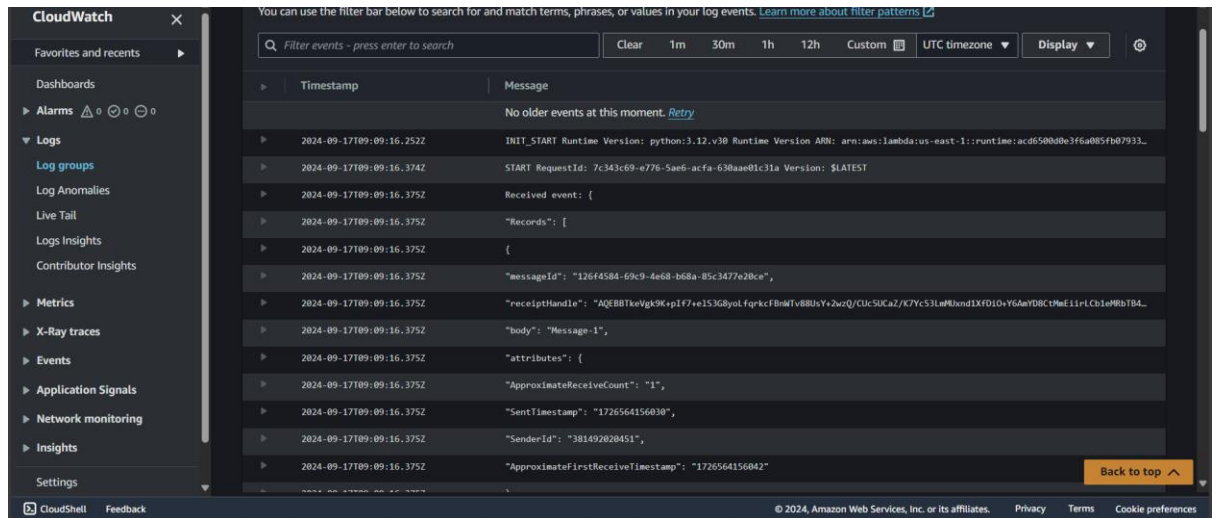 CloudWatch
Favorites and recents
Dashboards
Alarms 0 0 0
Logs
Log groups
Log Anomalies
Live Tail
Logs Insights
Contributor Insights
Metrics
X-Ray traces
Events
Application Signals
Network monitoring
Insights
Settings
You can use the filter bar below to search for and match terms, phrases, or values in your log events. Learn more about filter patterns
Filter events - press enter to search Clear 1m 30m 1h 12h Custom UTC timezone Display
Timestamp Message
No older events at this moment. Retry
2024-09-17T09:09:16.252Z INIT_START Runtime Version: python:3.12.v30 Runtime Version ARN: arn:aws:lambda:us-east-1::runtime:acd6500d0e3f6a085fb07933…
2024-09-17T09:09:16.374Z START RequestId: 7c343c69-e776-5ae6-acfa-630aae01c31a Version: $LATEST
2024-09-17T09:09:16.375Z Received event: {
2024-09-17T09:09:16.375Z "Records": [
2024-09-17T09:09:16.375Z {
2024-09-17T09:09:16.375Z "messageId": "126f4584-69c9-4e68-b68a-85c3477e20ce",
2024-09-17T09:09:16.375Z "receiptHandle":
2024-09-17T09:09:16.375Z "body": "Message-1",
2024-09-17T09:09:16.375Z "attributes": {
2024-09-17T09:09:16.375Z "ApproximateReceiveCount": "1",
2024-09-17T09:09:16.375Z "SentTimestamp": "1726564156030",
2024-09-17T09:09:16.375Z "SenderId": "381492020451",
2024-09-17T09:09:16.375Z "ApproximateFirstReceiveTimestamp": "1726564156042"
Back to top
CloudShell Feedback © 2024, Amazon Web Services, Inc. or its affiliates. Privacy Terms Cookie preferences